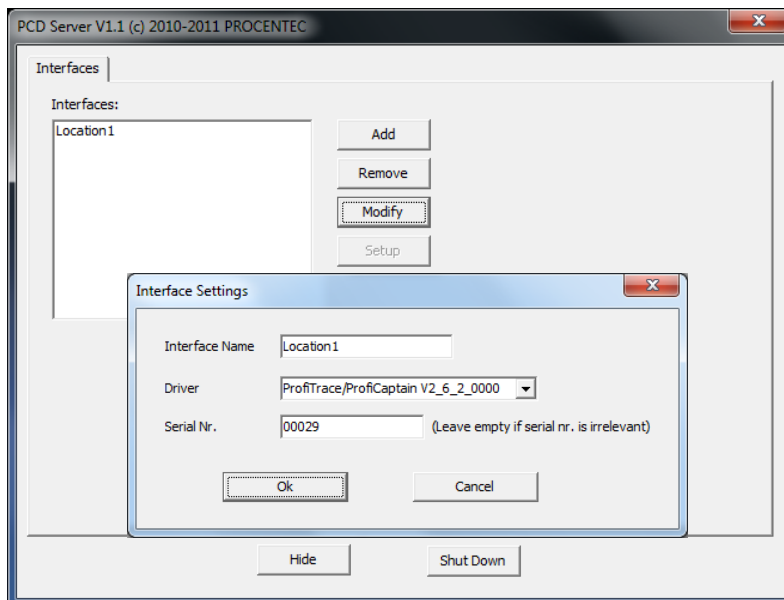 PCD Server V1.1 (c) 2010-2011 PROCENTEC
Interfaces
Interfaces:
Location1
Add
Remove
Modify
Setup
Interface Settings
Interface Name Location1
Driver ProfiTrace/ProfiCaptain V2_6_2_0000
Serial Nr. 00029 (Leave empty if serial nr. is irrelevant)
Ok Cancel
Hide Shut Down